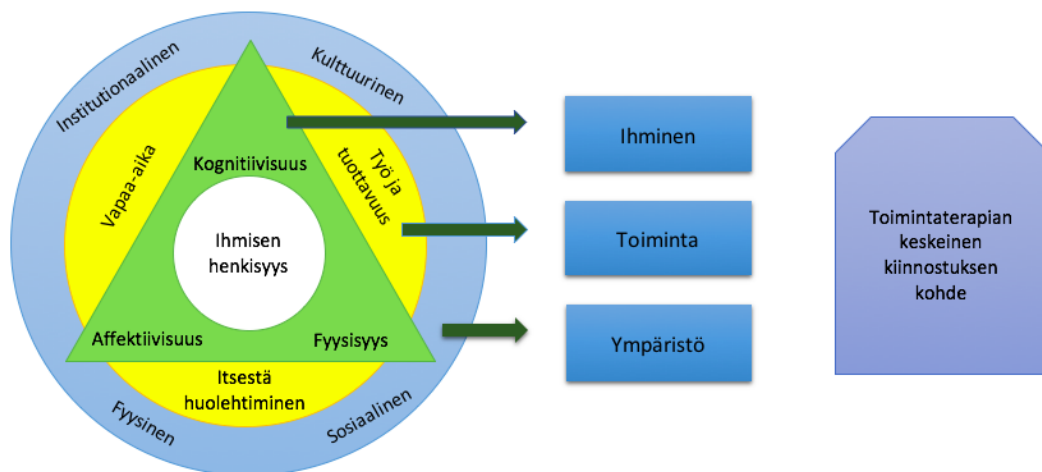 Institutionaalinen
Kulttuurinen
Vapaa-aika
Työ ja
tuottavuus
Kognitiivisuus
Ihmisen
henkisyys
Affektiivisuus
Fyysisyys
Itsestä
huolehtiminen
Fyysinen
Sosiaalinen
Ihminen
Toiminta
Ympäristö
Toimintaterapian
keskeinen
kiinnostuksen
kohde